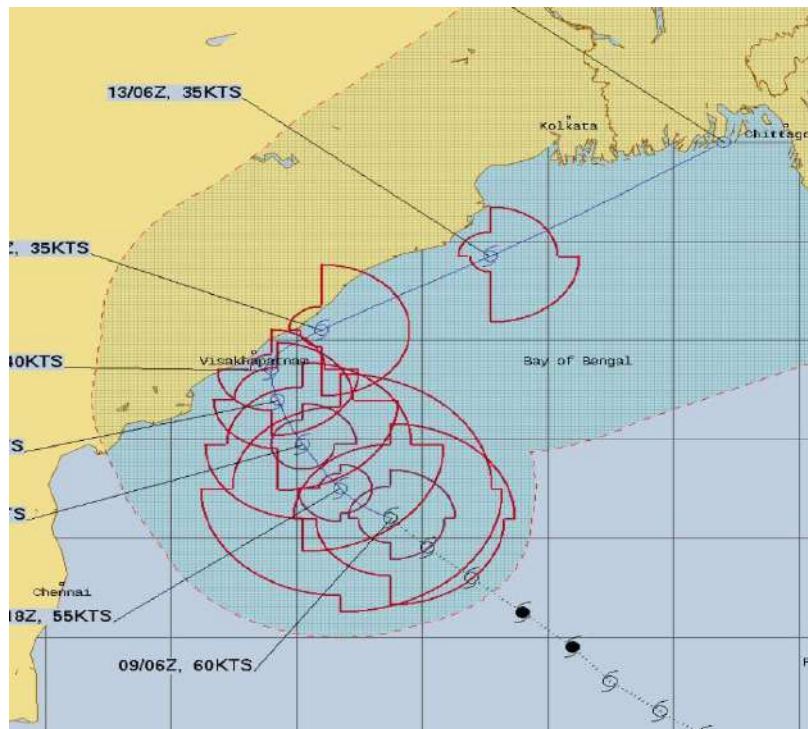 13/06Z, 35KTS
Kolkata
Chittago
Z, 35KTS
40KTS
Visakhapatnam
Bay of Bengal
TS
TS
Chennai
18Z, 55KTS
09/06Z, 60KTS